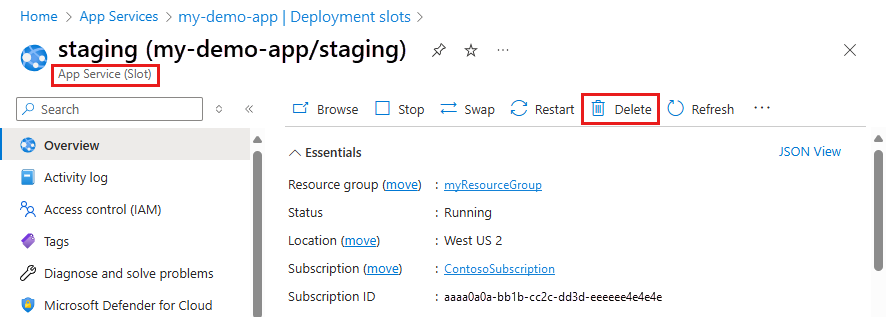 Home > App Services > my-demo-app | Deployment slots >
staging (my-demo-app/staging)
App Service (Slot)
Search
Browse Stop Swap Restart Delete Refresh
Overview
Activity log
Access control (IAM)
Tags
Diagnose and solve problems
Microsoft Defender for Cloud
Essentials
JSON View
Resource group (move) : myResourceGroup
Status : Running
Location (move) : West US 2
Subscription (move) : ContosoSubscription
Subscription ID : aaaa0a0a-bb1b-cc2c-dd3d-eeeeee4e4e4e